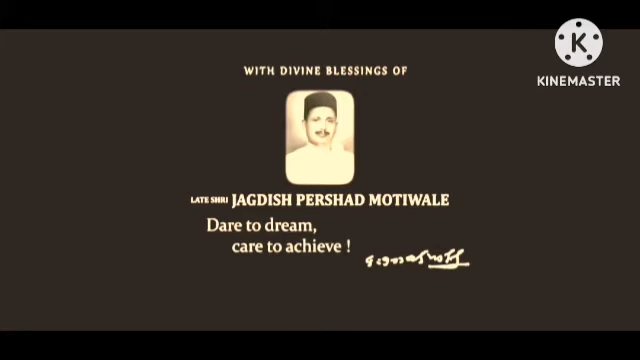 WITH DIVINE BLESSINGS OF
KINEMASTER
LATE SHRI JAGDISH PERSHAD MOTIWALE
Dare to dream,
care to achieve !